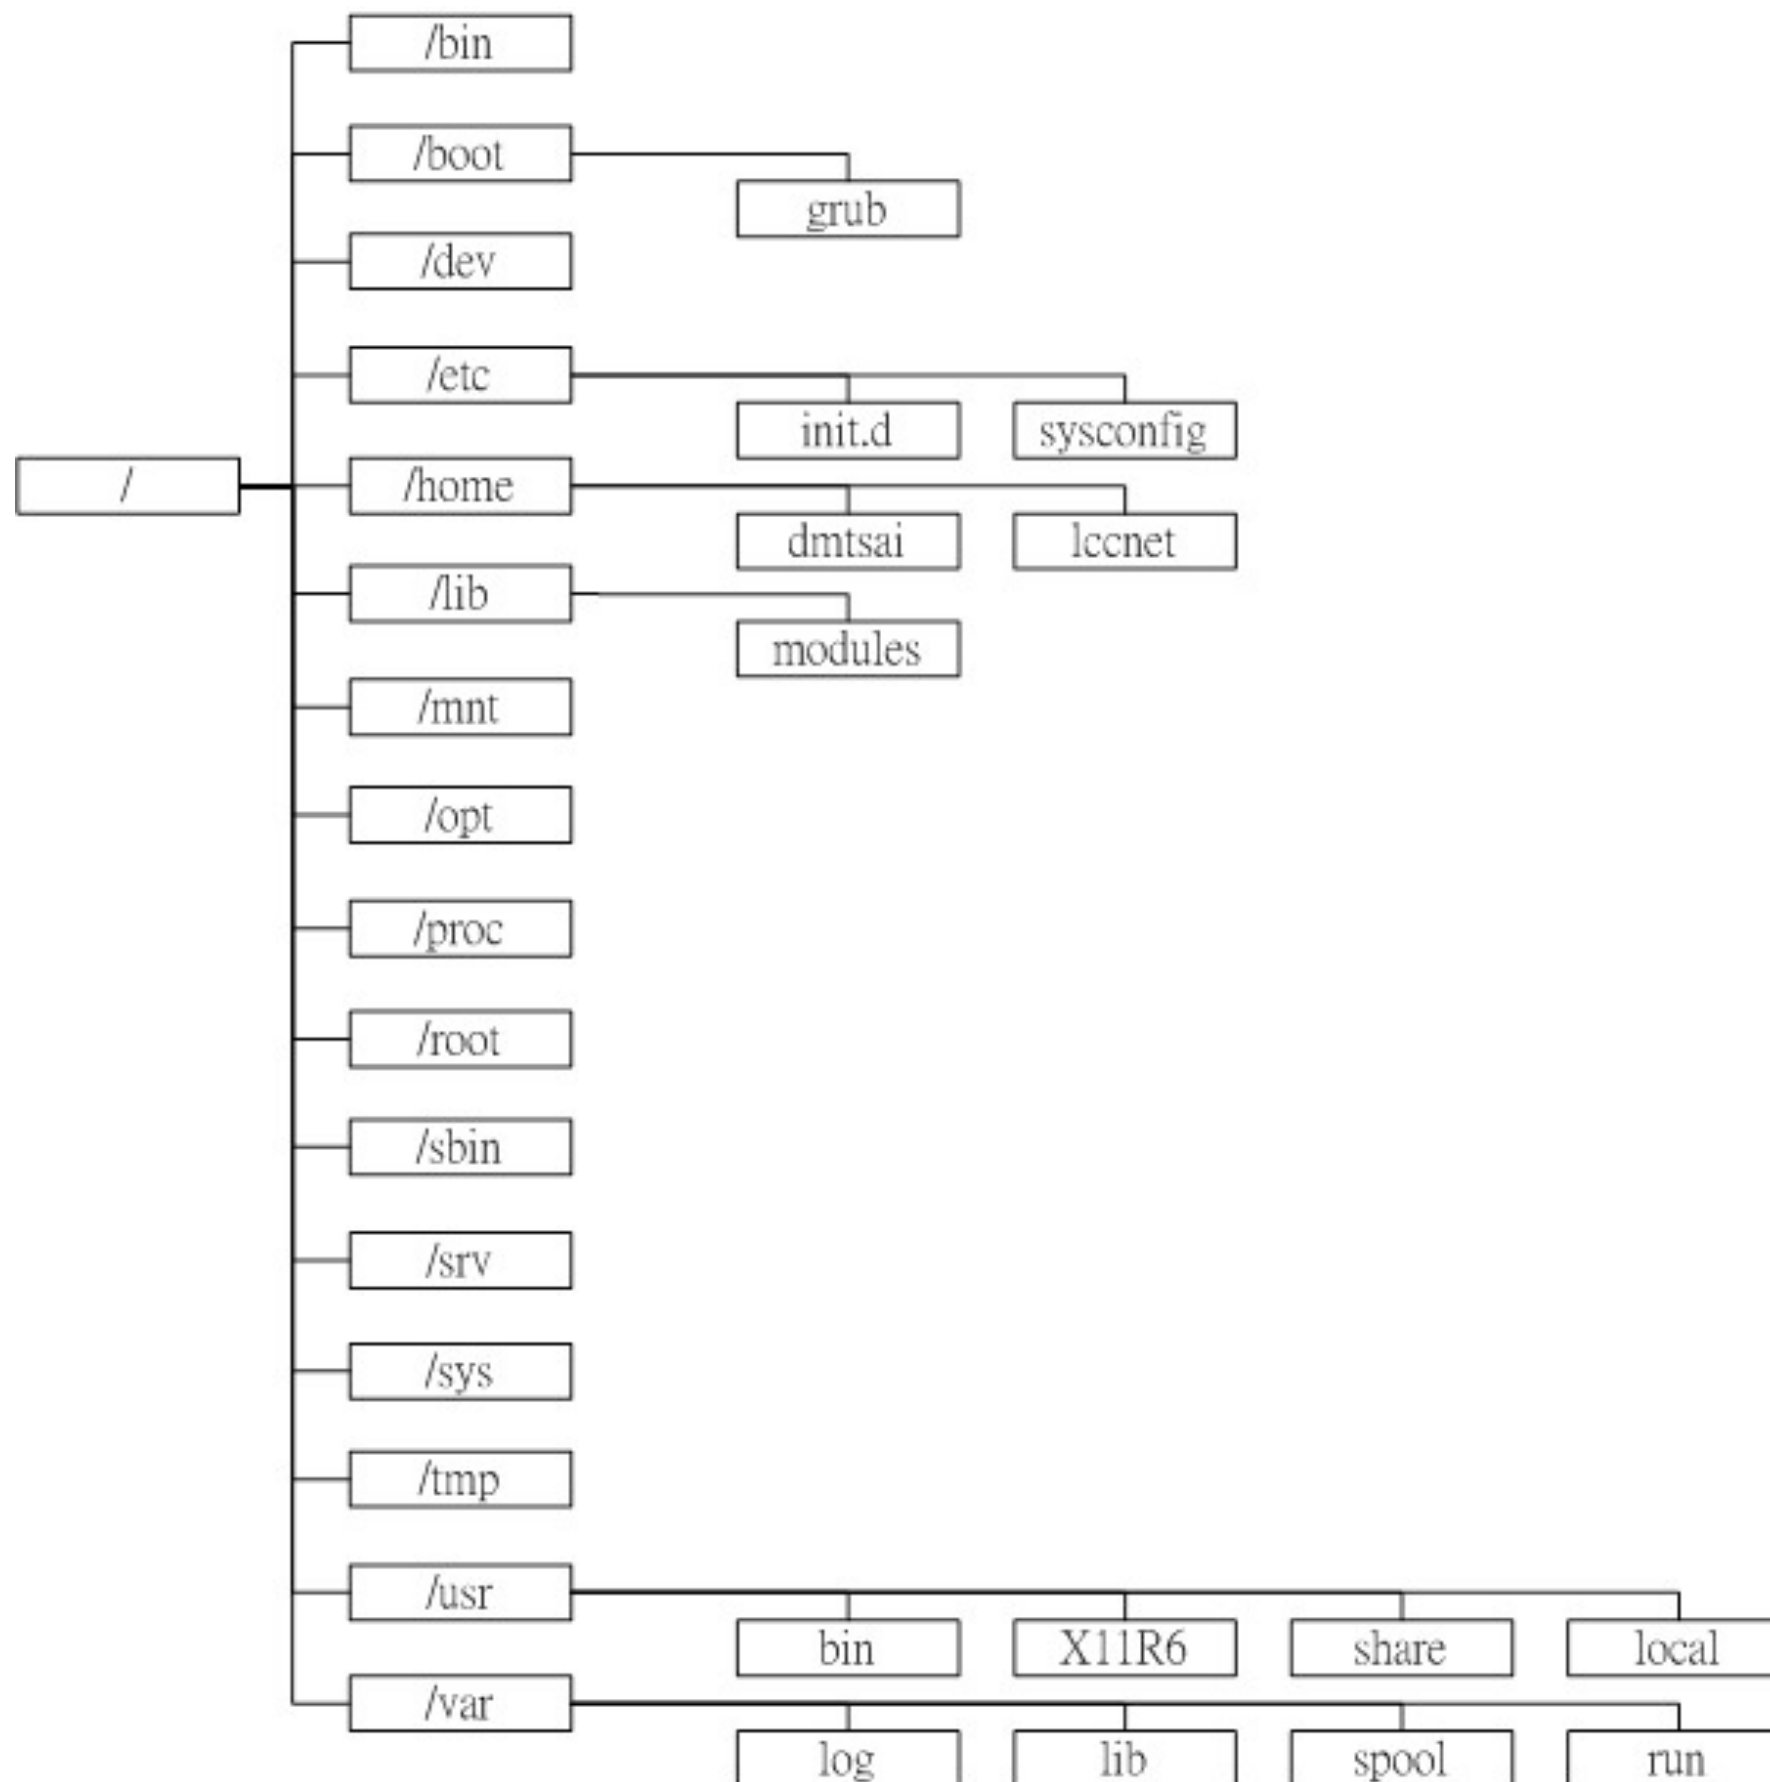 /bin
/boot
grub
/dev
/etc
init.d sysconfig
/ /home
dmtsai lccnet
/lib
modules
/mnt
/opt
/proc
/root
/sbin
/srv
/sys
/tmp
/usr
bin X11R6 share local
/var
log lib spool run